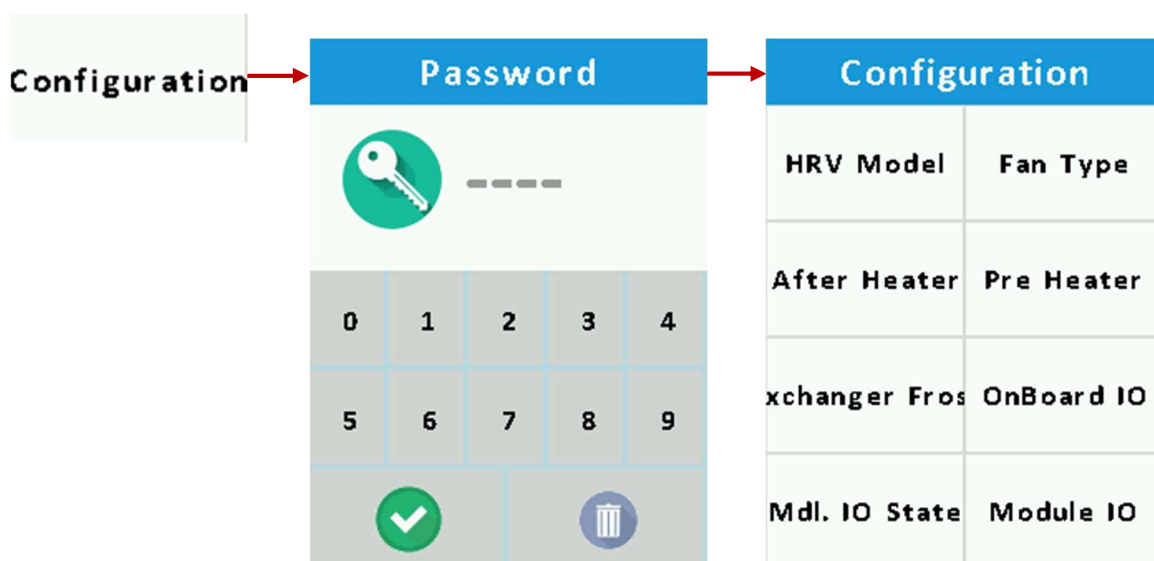 Configuration
Password
----
0 1 2 3 4
5 6 7 8 9
Configuration
HRV Model Fan Type
After Heater Pre Heater
xchanger Fros OnBoard IO
Mdl. IO State Module IO